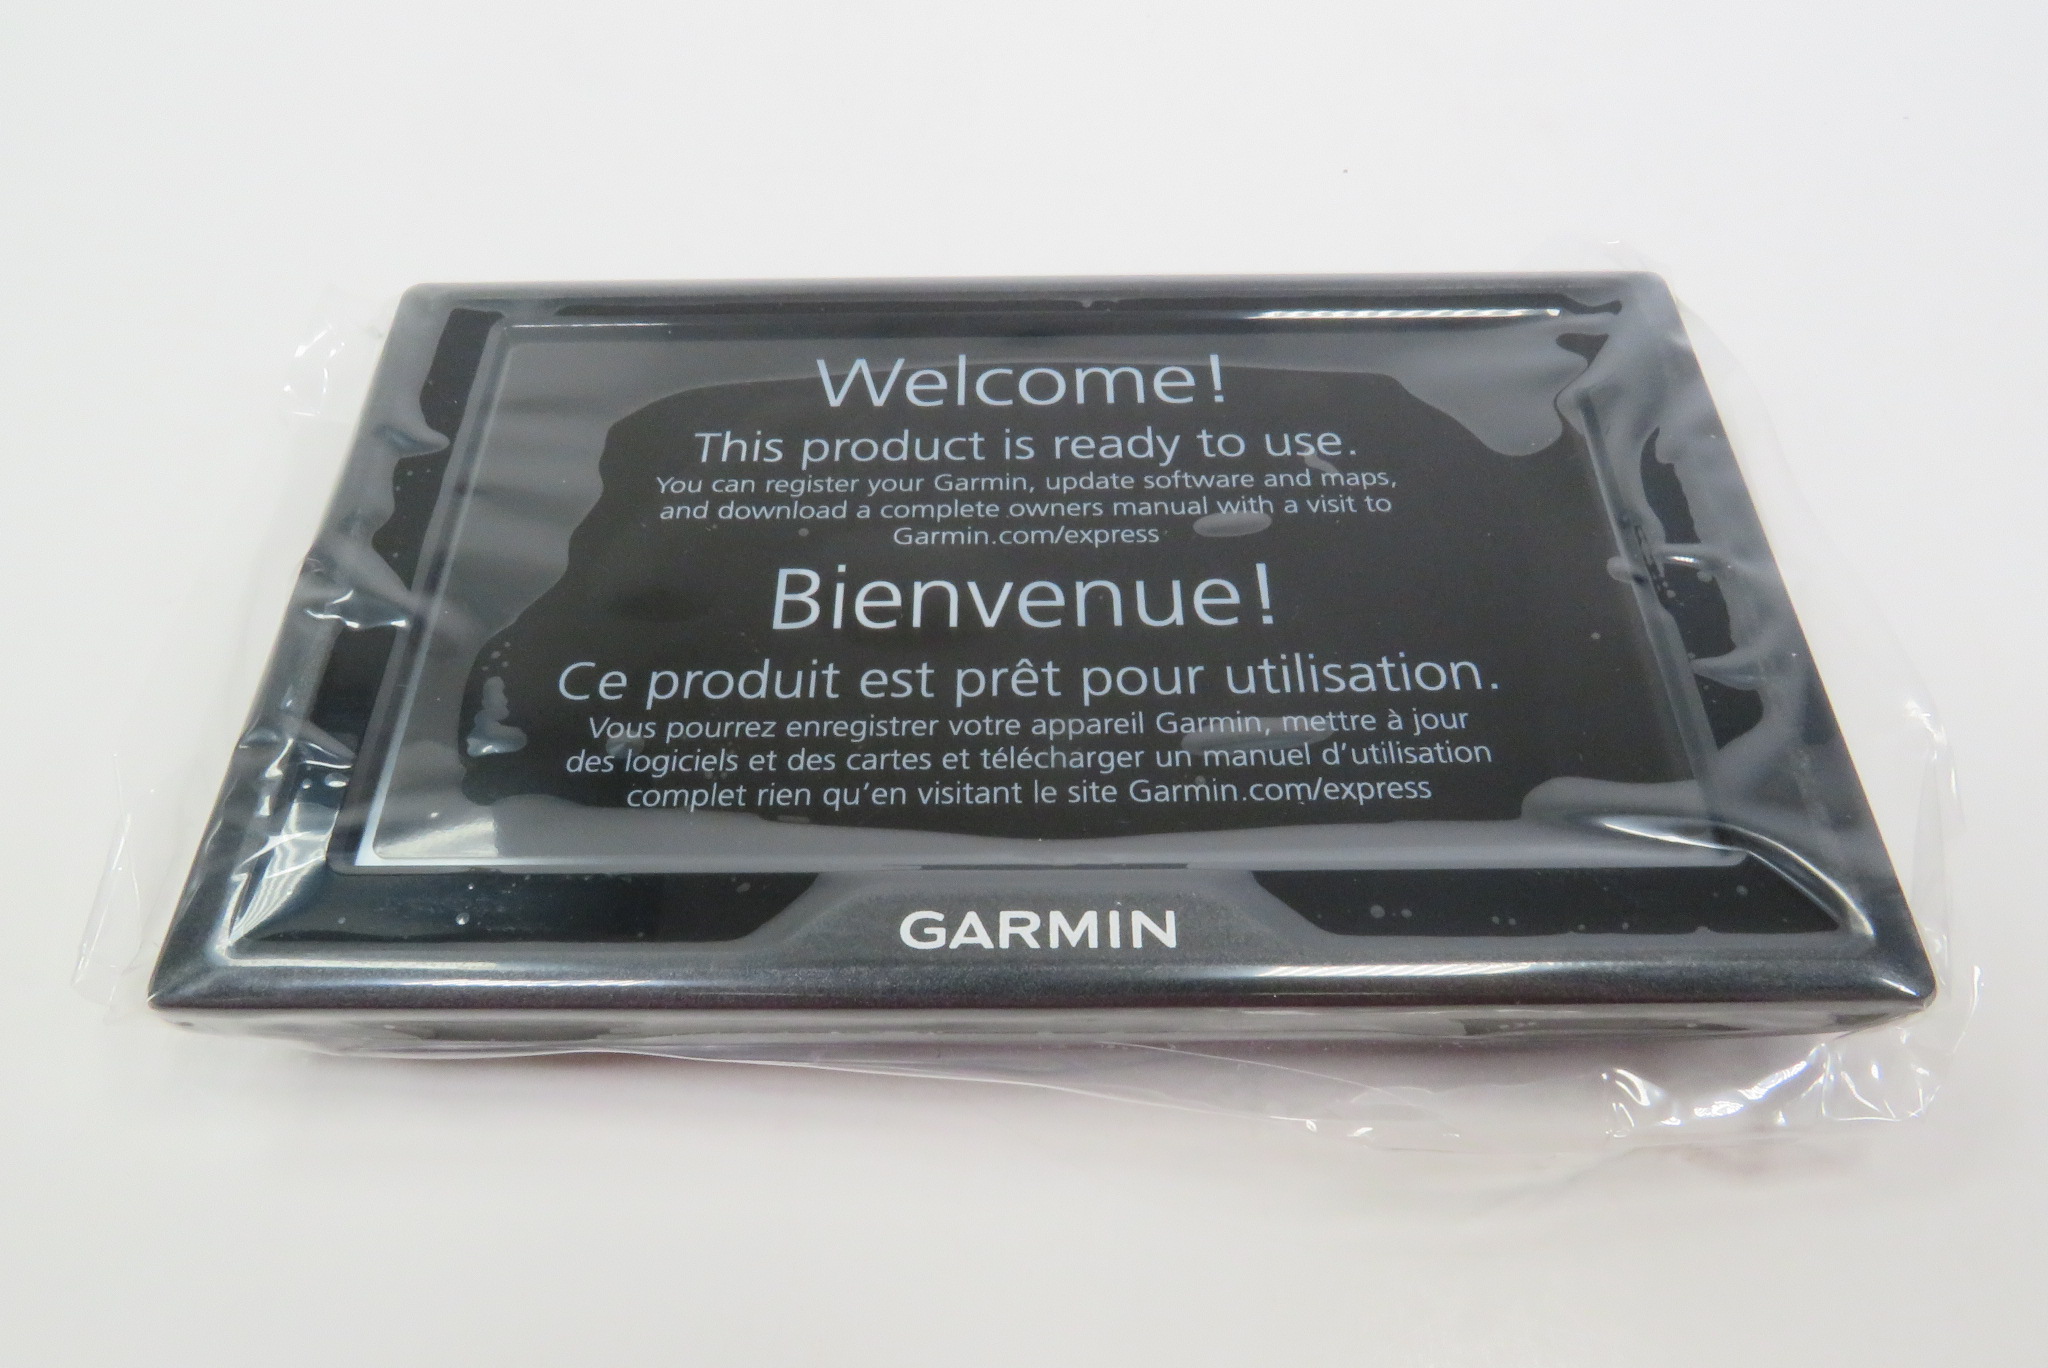 Welcome!
This product is ready to use.
You can register your Garmin, update software and maps,
and download a complete owners manual with a visit to
Garmin.com/express
Bienvenue!
Ce produit est prêt pour utilisation.
Vous pourrez enregistrer votre appareil Garmin, mettre à jour
des logiciels et des cartes et télécharger un manuel d'utilisation
complet rien qu'en visitant le site Garmin.com/express
GARMIN